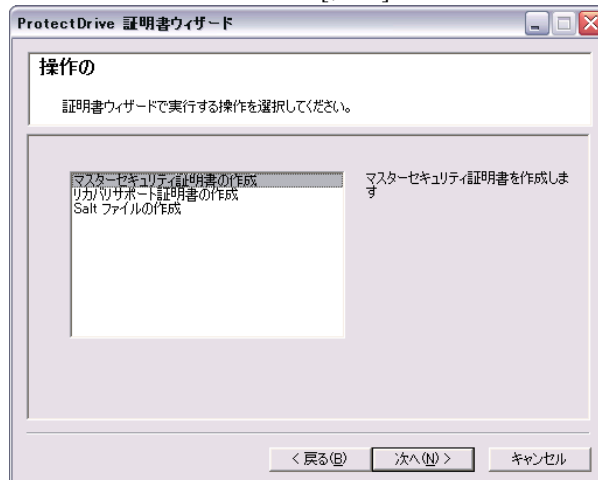 ProtectDrive 証明書ウィザード
操作の
証明書ウィザードで実行する操作を選択してください。
マスターセキュリティ証明書の作成
リカバリサポート証明書の作成
Salt ファイルの作成
マスターセキュリティ証明書を作成しま
す
< 戻る(B)
次へ(N) >
キャンセル